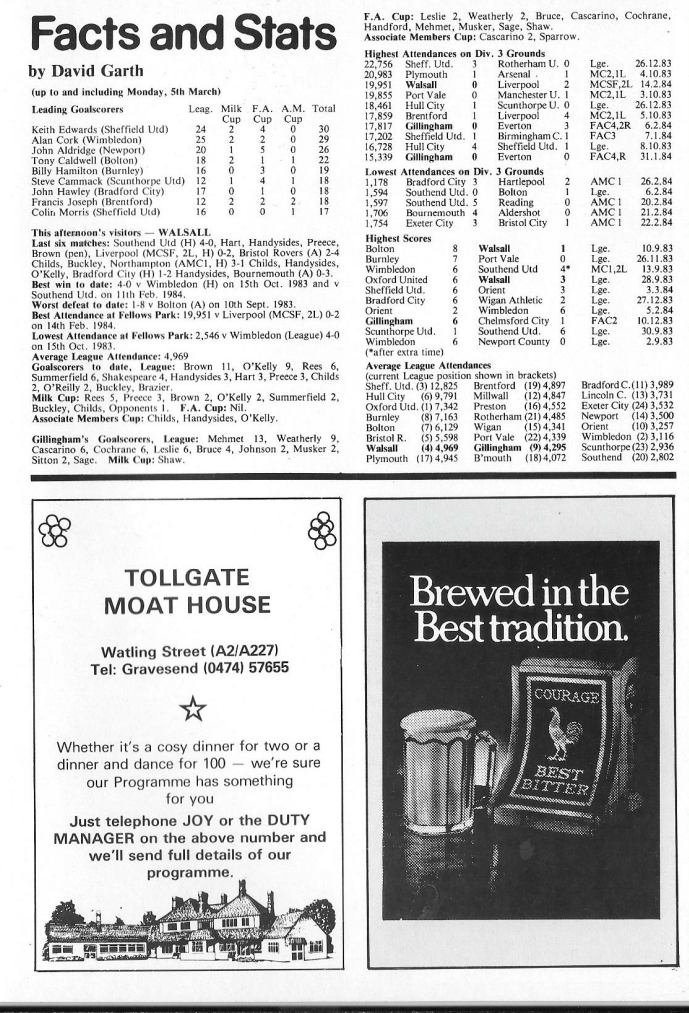 Facts and Stats
by David Garth
(up to and including Monday, 5th March)
Leading Goalscorers Leag. Milk Cup F.A. Cup A.M. Cup Total
Keith Edwards (Sheffield Utd) 24 2 4 0 30
Alan Cork (Wimbledon) 25 2 2 0 29
John Aldridge (Newport) 20 1 5 0 26
Tony Caldwell (Bolton) 18 2 1 1 22
Billy Hamilton (Burnley) 16 0 3 0 19
Steve Cammack (Scunthorpe Utd) 12 1 4 1 18
John Hawley (Bradford City) 17 0 1 0 18
Francis Joseph (Brentford) 12 2 2 2 18
Colin Morris (Sheffield Utd) 16 0 0 1 17
This afternoon's visitors — WALSALL
Last six matches: Southend Utd (H) 4-0, Hart, Handysides, Preece,
Brown (pen), Liverpool (MCSF, 2L, H) 0-2, Bristol Rovers (A) 2-4
Childs, Buckley, Northampton (AMC1, H) 3-1 Childs, Handysides,
O'Kelly, Bradford City (H) 1-2 Handysides, Bournemouth (A) 0-3.
Best win to date: 4-0 v Wimbledon (H) on 15th Oct. 1983 and v
Southend Utd. on 11th Feb. 1984.
Worst defeat to date: 1-8 v Bolton (A) on 10th Sept. 1983.
Best Attendance at Fellows Park: 19,951 v Liverpool (MCSF, 2L) 0-2
on 14th Feb. 1984.
Lowest Attendance at Fellows Park: 2,546 v Wimbledon (League) 4-0
on 15th Oct. 1983.
Average League Attendance: 4,969
Goalscorers to date, League: Brown 11, O'Kelly 9, Rees 6,
Summerfield 6, Shakespeare 4, Handysides 3, Hart 3, Preece 3, Childs
2, O'Reilly 2, Buckley, Brazier.
Milk Cup: Rees 5, Preece 3, Brown 2, O'Kelly 2, Summerfield 2,
Buckley, Childs, Opponents 1. F.A. Cup: Nil.
Associate Members Cup: Childs, Handysides, O'Kelly.
Gillingham's Goalscorers, League: Mehmet 13, Weatherly 9,
Cascarino 6, Cochrane 6, Leslie 6, Bruce 4, Johnson 2, Musker 2,
Sitton 2, Sage. Milk Cup: Shaw.
F.A. Cup: Leslie 2, Weatherly 2, Bruce, Cascarino, Cochrane,
Handford, Mehmet, Musker, Sage, Shaw.
Associate Members Cup: Cascarino 2, Sparrow.
Highest Attendances on Div. 3 Grounds
22,756 Sheff. Utd. 3 Rotherham U. 0 Lge. 26.12.83
20,983 Plymouth 1 Arsenal 1 MC2,1L 4.10.83
19,951 Walsall 0 Liverpool 2 MCSF,2L 14.2.84
19,855 Port Vale 0 Manchester U. 1 MC2,1L 3.10.83
18,461 Hull City 1 Scunthorpe U. 0 Lge. 26.12.83
17,859 Brentford 1 Liverpool 4 MC2,1L 5.10.83
17,817 Gillingham 0 Everton 3 FAC4,2R 6.2.84
17,202 Sheffield Utd. 1 Birmingham C. 1 FAC3 7.1.84
16,728 Hull City 4 Sheffield Utd. 1 Lge. 8.10.83
15,339 Gillingham 0 Everton 0 FAC4,R 31.1.84
Lowest Attendances on Div. 3 Grounds
1,178 Bradford City 3 Hartlepool 2 AMC 1 26.2.84
1,594 Southend Utd. 0 Bolton 1 Lge. 6.2.84
1,597 Southend Utd. 5 Reading 0 AMC 1 20.2.84
1,706 Bournemouth 4 Aldershot 0 AMC 1 21.2.84
1,754 Exeter City 3 Bristol City 1 AMC 1 22.2.84
Highest Scores
Bolton 8 Walsall 1 Lge. 10.9.83
Burnley 7 Port Vale 0 Lge. 26.11.83
Wimbledon 6 Southend Utd 4* MC1,2L 13.9.83
Oxford United 6 Walsall 3 Lge. 28.9.83
Sheffield Utd. 6 Orient 3 Lge. 3.3.84
Bradford City 6 Wigan Athletic 2 Lge. 27.12.83
Orient 2 Wimbledon 6 Lge. 5.2.84
Gillingham 6 Chelmsford City 1 FAC2 10.12.83
Scunthorpe Utd. 1 Southend Utd. 6 Lge. 30.9.83
Wimbledon 6 Newport County 0 Lge. 2.9.83
(*after extra time)
Average League Attendances
(current League position shown in brackets)
Sheff. Utd. (3) 12,825 Brentford (19) 4,897 Bradford C. (11) 3,989
Hull City (6) 9,791 Millwall (12) 4,847 Lincoln C. (13) 3,731
Oxford Utd. (1) 7,342 Preston (16) 4,552 Exeter City (24) 3,532
Burnley (8) 7,163 Rotherham (21) 4,485 Newport (14) 3,500
Bolton (7) 6,129 Wigan (15) 4,341 Orient (10) 3,257
Bristol R. (5) 5,598 Port Vale (22) 4,339 Wimbledon (2) 3,116
Walsall (4) 4,969 Gillingham (9) 4,295 Scunthorpe (23) 2,936
Plymouth (17) 4,945 B'mouth (18) 4,072 Southend (20) 2,802
TOLLGATE
MOAT HOUSE
Watling Street (A2/A227)
Tel: Gravesend (0474) 57655
Whether it's a cosy dinner for two or a
dinner and dance for 100 — we're sure
our Programme has something
for you
Just telephone JOY or the DUTY
MANAGER on the above number and
we'll send full details of our
programme.
Brewed in the
Best tradition.
COURAGE
BEST
BITTER